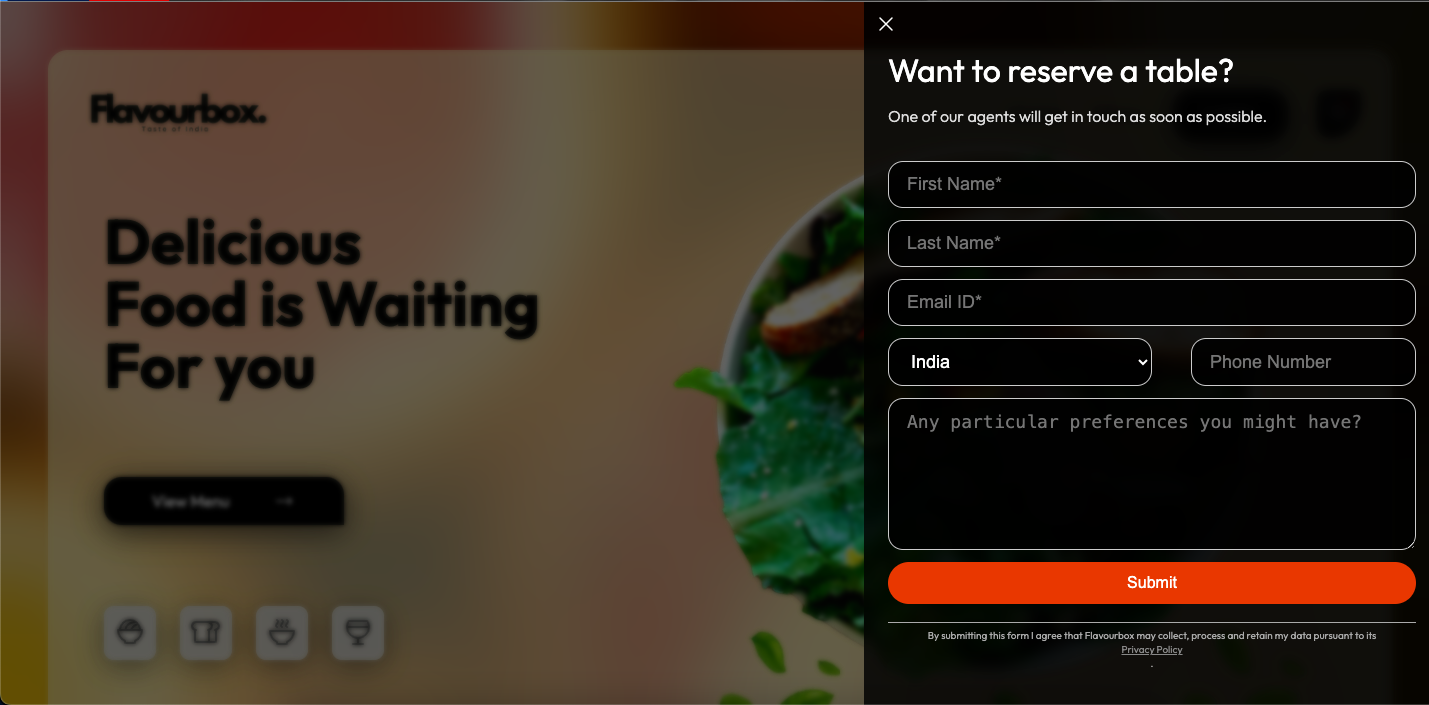 Flavourbox.
Taste of India
Delicious
Food is Waiting
For you
View Menu
Want to reserve a table?
One of our agents will get in touch as soon as possible.
First Name*
Last Name*
Email ID*
India
Phone Number
Any particular preferences you might have?
Submit
By submitting this form I agree that Flavourbox may collect, process and retain my data pursuant to its
Privacy Policy
.